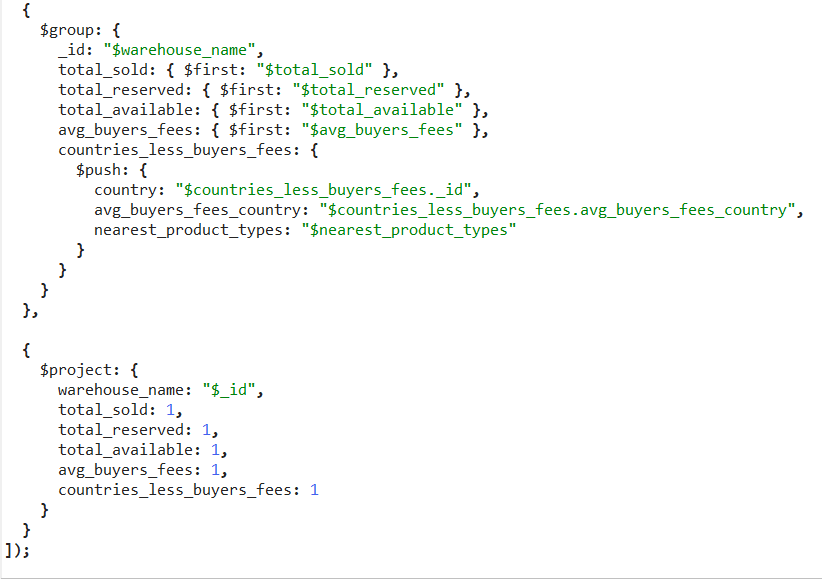 {
$group: {
_id: "$warehouse_name",
total_sold: { $first: "$total_sold" },
total_reserved: { $first: "$total_reserved" },
total_available: { $first: "$total_available" },
avg_buyers_fees: { $first: "$avg_buyers_fees" },
countries_less_buyers_fees: {
$push: {
country: "$countries_less_buyers_fees._id",
avg_buyers_fees_country: "$countries_less_buyers_fees.avg_buyers_fees_country",
nearest_product_types: "$nearest_product_types"
}
}
}
},
{
$project: {
warehouse_name: "$_id",
total_sold: 1,
total_reserved: 1,
total_available: 1,
avg_buyers_fees: 1,
countries_less_buyers_fees: 1
}
}
]);